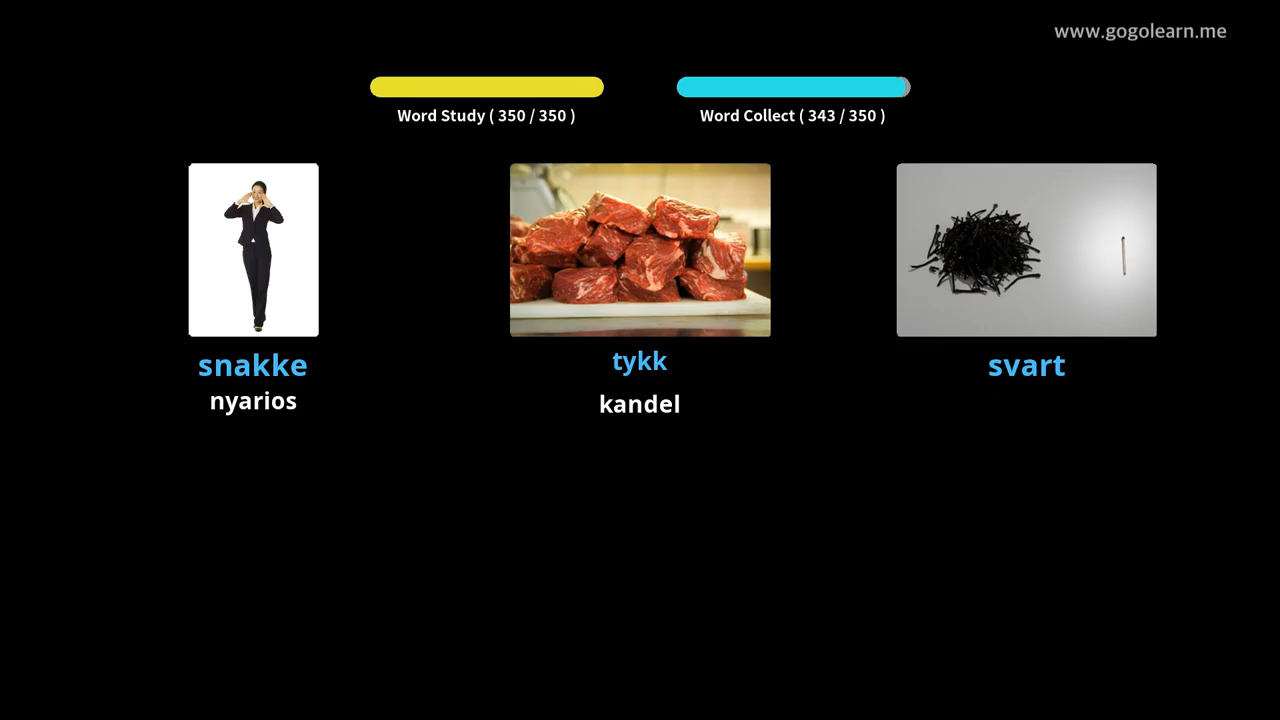 www.gogolearn.me
Word Study ( 350 / 350 )
Word Collect ( 343 / 350 )
snakke
nyarios
tykk
kandel
svart